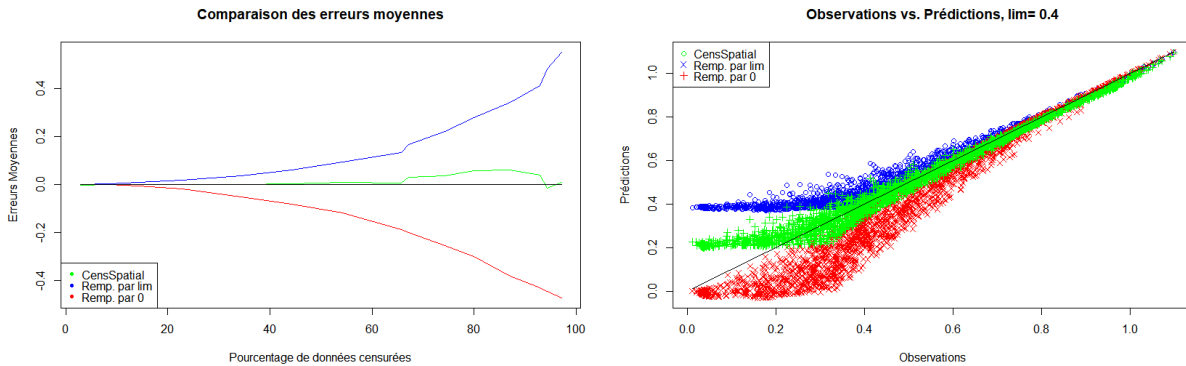 Comparaison des erreurs moyennes
Erreurs Moyennes
0.4
0.2
0.0
-0.2
-0.4
CensSpatial
Remp. par lim
Remp. par 0
0 20 40 60 80 100
Pourcentage de données censurées
Observations vs. Prédictions, lim= 0.4
Prédictions
CensSpatial
Remp. par lim
Remp. par 0
1.0
0.8
0.6
0.4
0.2
0.0
0.0 0.2 0.4 0.6 0.8 1.0
Observations